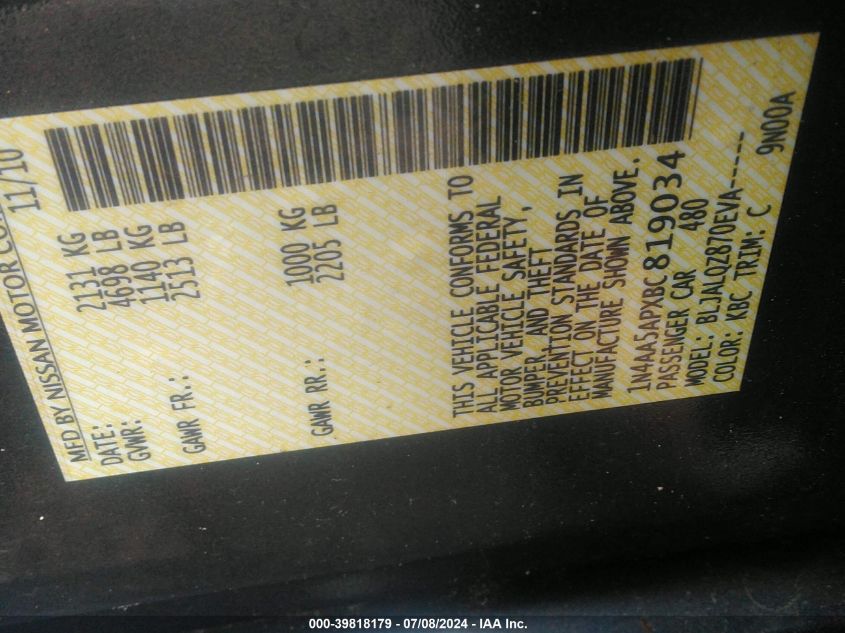 MFD BY NISSAN MOTOR CO.
DATE: 11/10
GVWR: 2131 KG
4698 LB
GAWR FR.: 1140 KG
2513 LB
GAWR RR.: 1000 KG
2205 LB
THIS VEHICLE CONFORMS TO
ALL APPLICABLE FEDERAL
MOTOR VEHICLE SAFETY,
BUMPER, AND THEFT
PREVENTION STANDARDS IN
EFFECT ON THE DATE OF
MANUFACTURE SHOWN ABOVE.
1N4AA5APXBC819034
PASSENGER CAR 480
MODEL: BLJALQZ870EVA-----
COLOR: KBC TRIM: C 9N00A
000-39818179 - 07/08/2024 - IAA Inc.